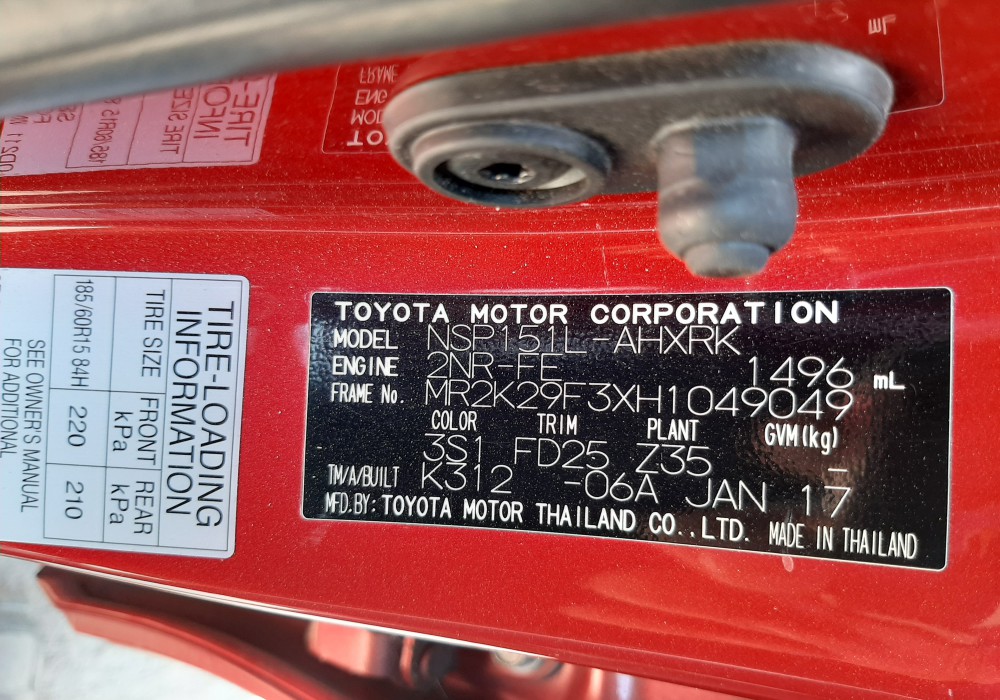 TOYOTA MOTOR CORPORATION
MODEL NSP151L-AHXRK
ENGINE 2NR-FE 1496 mL
FRAME No. MR2K29F3XH1049049
COLOR TRIM PLANT GVM(kg)
3S1 FD25 Z35 –
TM/A/BUILT K312 -06A JAN 17
MFD.BY: TOYOTA MOTOR THAILAND CO.,LTD. MADE IN THAILAND
TIRE-LOADING
INFORMATION
TIRE SIZE FRONT kPa REAR kPa
185/60R15 84H 220 210
SEE OWNER'S MANUAL
FOR ADDITIONAL